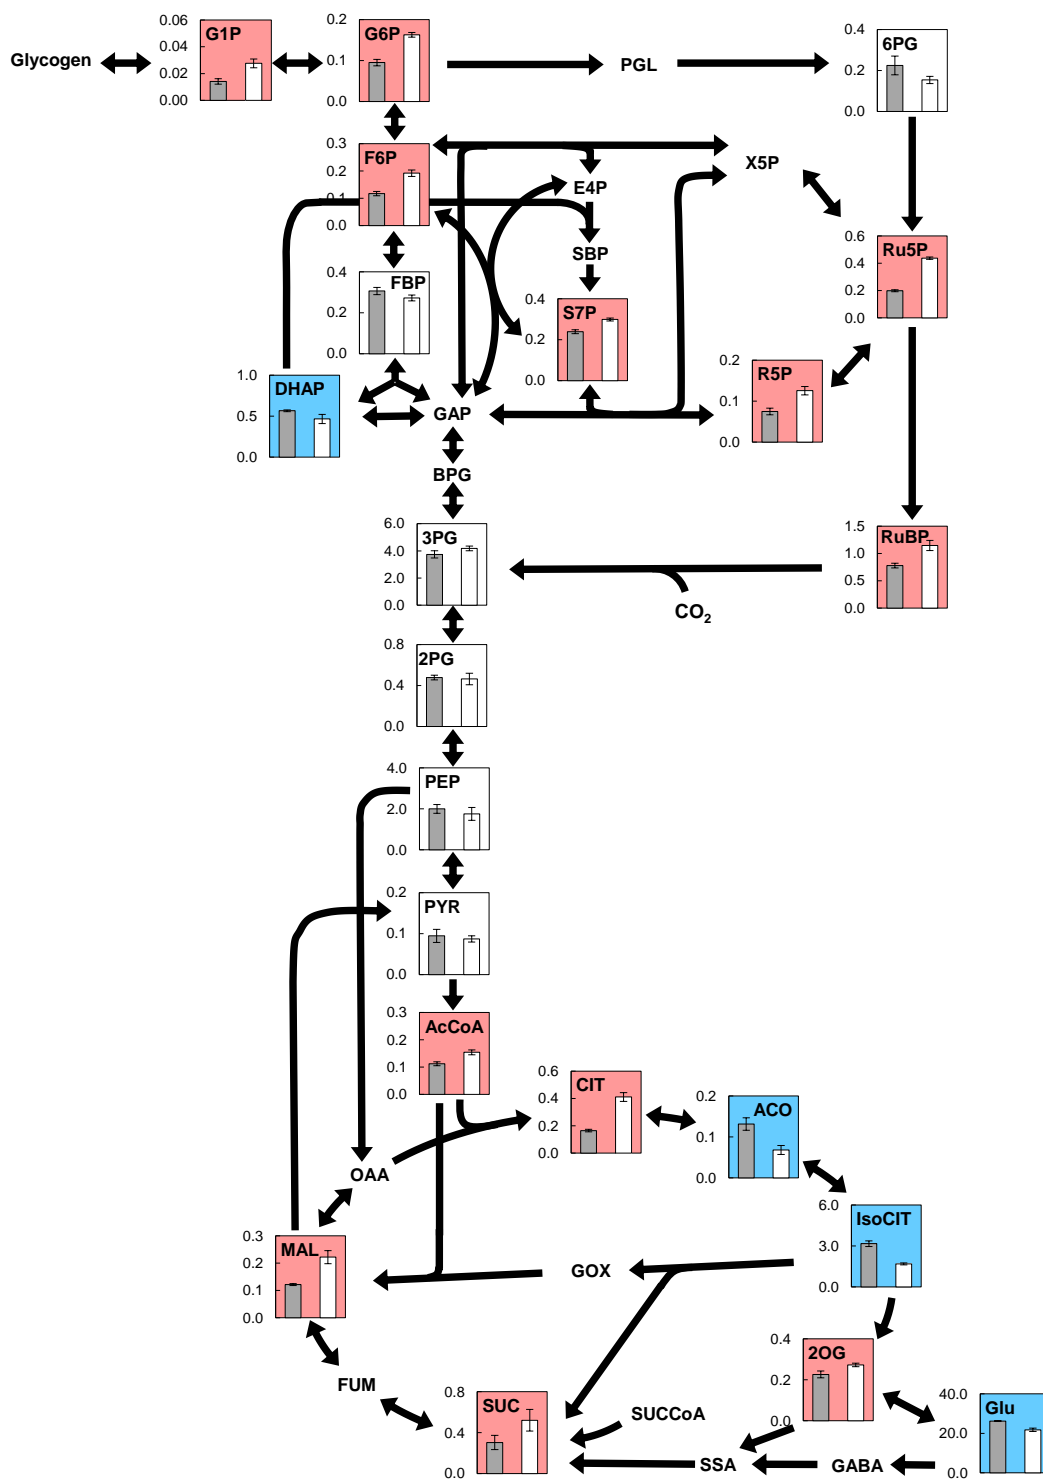 Glycogen
0.06
0.04
0.02
0.00
G1P
0.2
0.1
0.0
G6P
PGL
0.4
0.2
0.0
6PG
0.3
0.2
0.1
0.0
F6P
E4P
X5P
SBP
0.4
0.2
0.0
FBP
0.4
0.2
0.0
S7P
0.6
0.4
0.2
0.0
Ru5P
1.0
0.5
0.0
DHAP
GAP
0.2
0.1
0.0
R5P
BPG
6.0
4.0
2.0
0.0
3PG
CO2
1.5
1.0
0.5
0.0
RuBP
0.8
0.4
0.0
2PG
4.0
2.0
0.0
PEP
0.2
0.1
0.0
PYR
0.3
0.2
0.1
0.0
AcCoA
0.6
0.4
0.2
0.0
CIT
0.2
0.1
0.0
ACO
OAA
6.0
3.0
0.0
IsoCIT
0.3
0.2
0.1
0.0
MAL
GOX
0.4
0.2
0.0
2OG
FUM
0.8
0.4
0.0
SUC
SUCCoA
40.0
20.0
0.0
Glu
SSA
GABA